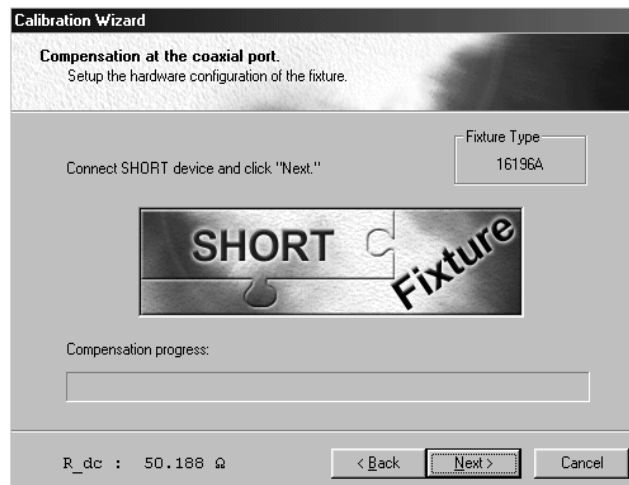 Calibration Wizard
Compensation at the coaxial port.
Setup the hardware configuration of the fixture.
Fixture Type
16196A
Connect SHORT device and click "Next."
SHORT
Fixture
Compensation progress:
R_dc : 50.188 Ω
< Back
Next >
Cancel